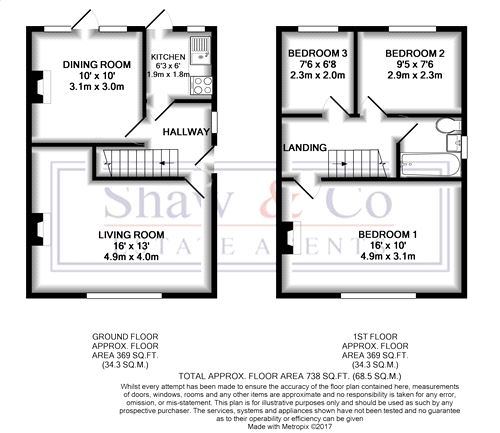 DINING ROOM
10' x 10'
3.1m x 3.0m
KITCHEN
6'3 x 6'
1.9m x 1.8m
HALLWAY
LIVING ROOM
16' x 13'
4.9m x 4.0m
BEDROOM 3
7'6 x 6'8
2.3m x 2.0m
BEDROOM 2
9'5 x 7'6
2.9m x 2.3m
LANDING
BEDROOM 1
16' x 10'
4.9m x 3.1m
Shaw & Co
ESTATE AGENTS
GROUND FLOOR
APPROX. FLOOR
AREA 369 SQ.FT.
(34.3 SQ.M.)
1ST FLOOR
APPROX. FLOOR
AREA 369 SQ.FT.
(34.3 SQ.M.)
TOTAL APPROX. FLOOR AREA 738 SQ.FT. (68.5 SQ.M.)
Whilst every attempt has been made to ensure the accuracy of the floor plan contained here, measurements
of doors, windows, rooms and any other items are approximate and no responsibility is taken for any error,
omission, or mis-statement. This plan is for illustrative purposes only and should be used as such by any
prospective purchaser. The services, systems and appliances shown have not been tested and no guarantee
as to their operability or efficiency can be given
Made with Metropix ©2017